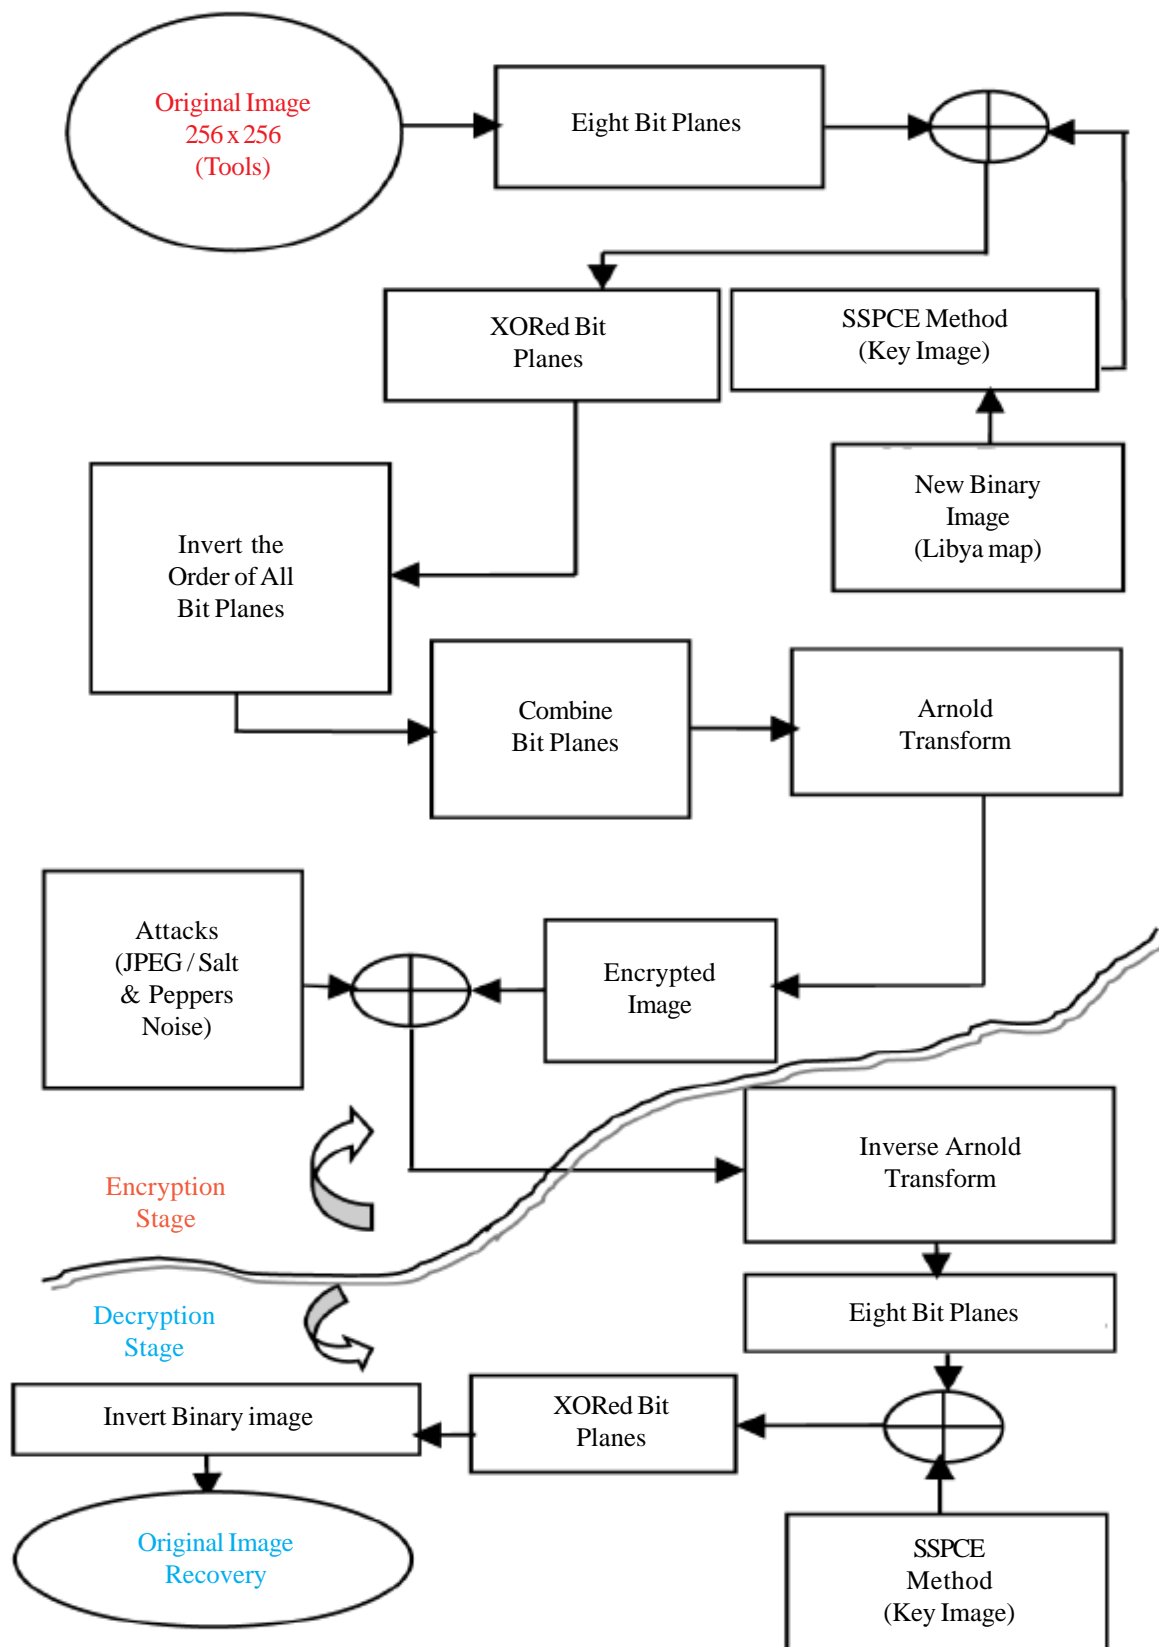 Original Image
256 x 256
(Tools)
Eight Bit Planes
XORed Bit
Planes
SSPCE Method
(Key Image)
New Binary
Image
(Libya map)
Invert the
Order of All
Bit Planes
Combine
Bit Planes
Arnold
Transform
Attacks
(JPEG / Salt
& Peppers
Noise)
Encrypted
Image
Inverse Arnold
Transform
Encryption
Stage
Decryption
Stage
Eight Bit Planes
Invert Binary image
XORed Bit
Planes
Original Image
Recovery
SSPCE
Method
(Key Image)